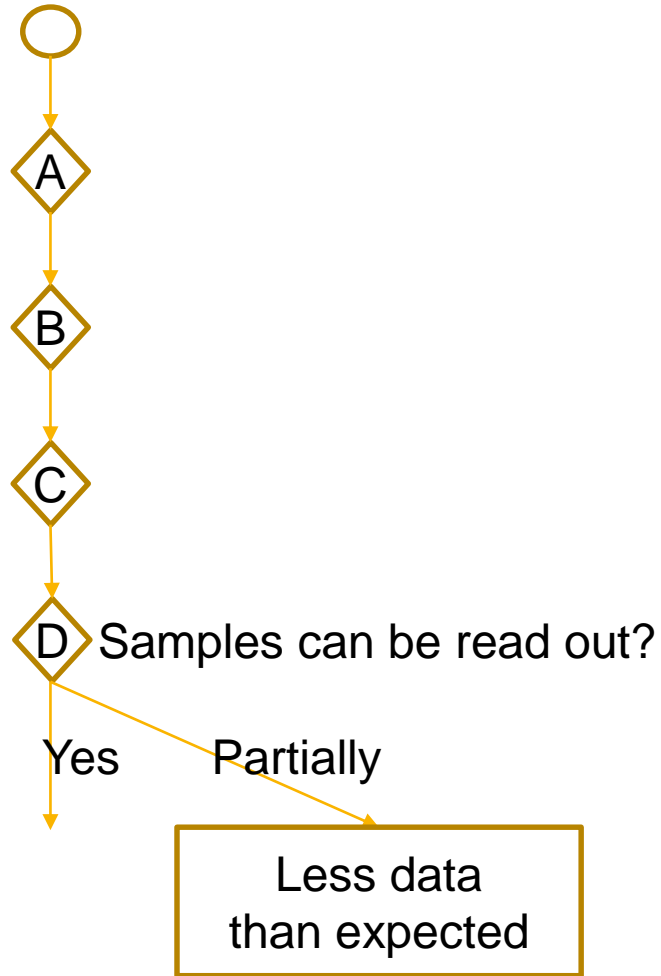 A
B
C
D Samples can be read out?
Yes Partially
Less data
than expected